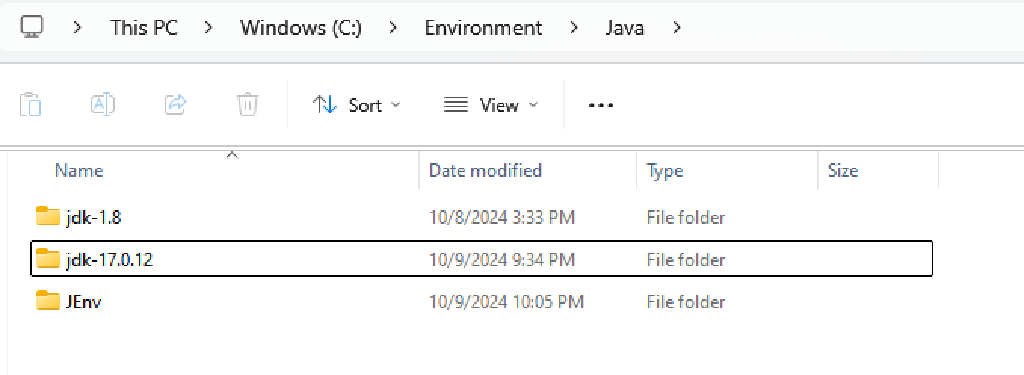 This PC > Windows (C:) > Environment > Java >
Sort View ...
Name Date modified Type Size
jdk-1.8 10/8/2024 3:33 PM File folder
jdk-17.0.12 10/9/2024 9:34 PM File folder
JEnv 10/9/2024 10:05 PM File folder